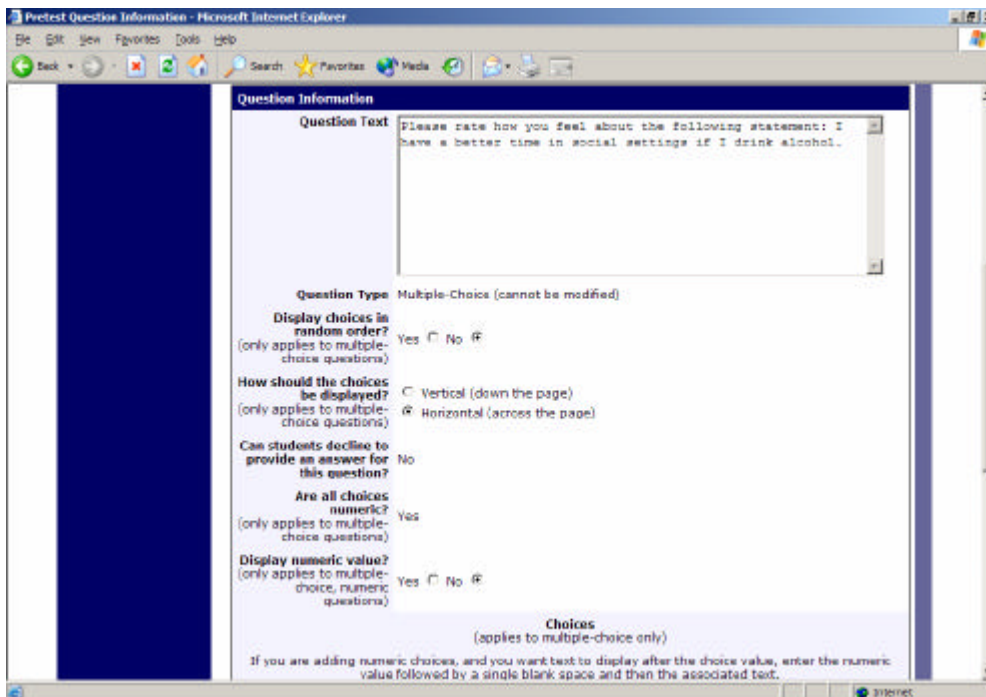 Pretest Question Information - Microsoft Internet Explorer
File Edit View Favorites Tools Help
Back Search Favorites Media
Question Information
Question Text Please rate how you feel about the following statement: I
have a better time in social settings if I drink alcohol.
Question Type Multiple-Choice (cannot be modified)
Display choices in
random order?
(only applies to multiple-
choice questions)
Yes No
How should the choices
be displayed?
(only applies to multiple-
choice questions)
Vertical (down the page)
Horizontal (across the page)
Can students decline to
provide an answer for
this question?
No
Are all choices
numeric?
(only applies to multiple-
choice questions)
Yes
Display numeric value?
(only applies to multiple-
choice, numeric
questions)
Yes No
Choices
(applies to multiple-choice only)
If you are adding numeric choices, and you want text to display after the choice value, enter the numeric
value followed by a single blank space and then the associated text.
Internet